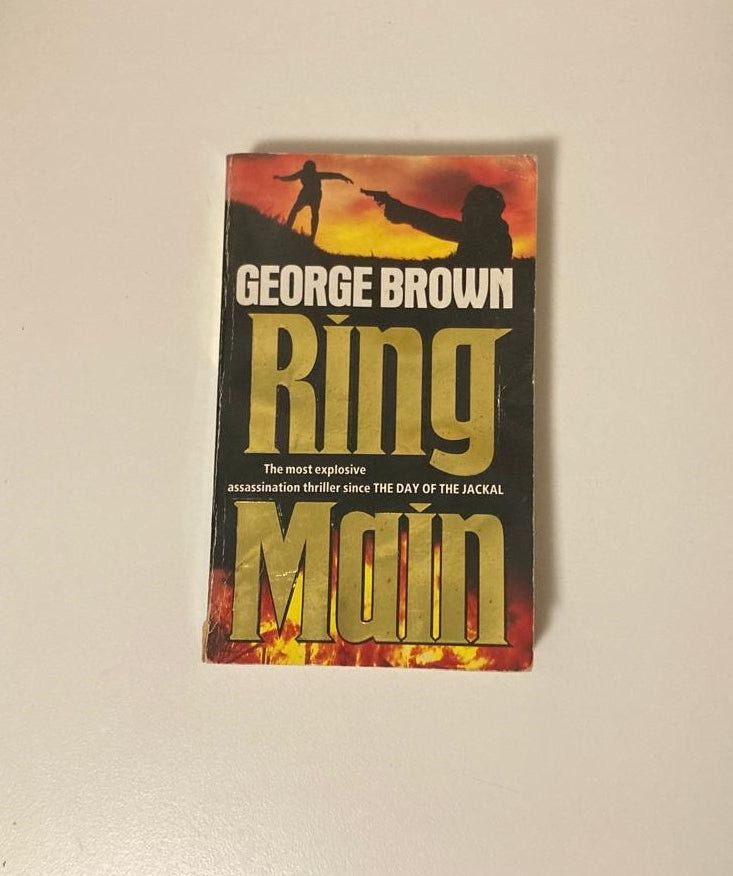 GEORGE BROWN
Ring
The most explosive
assassination thriller since THE DAY OF THE JACKAL
Main